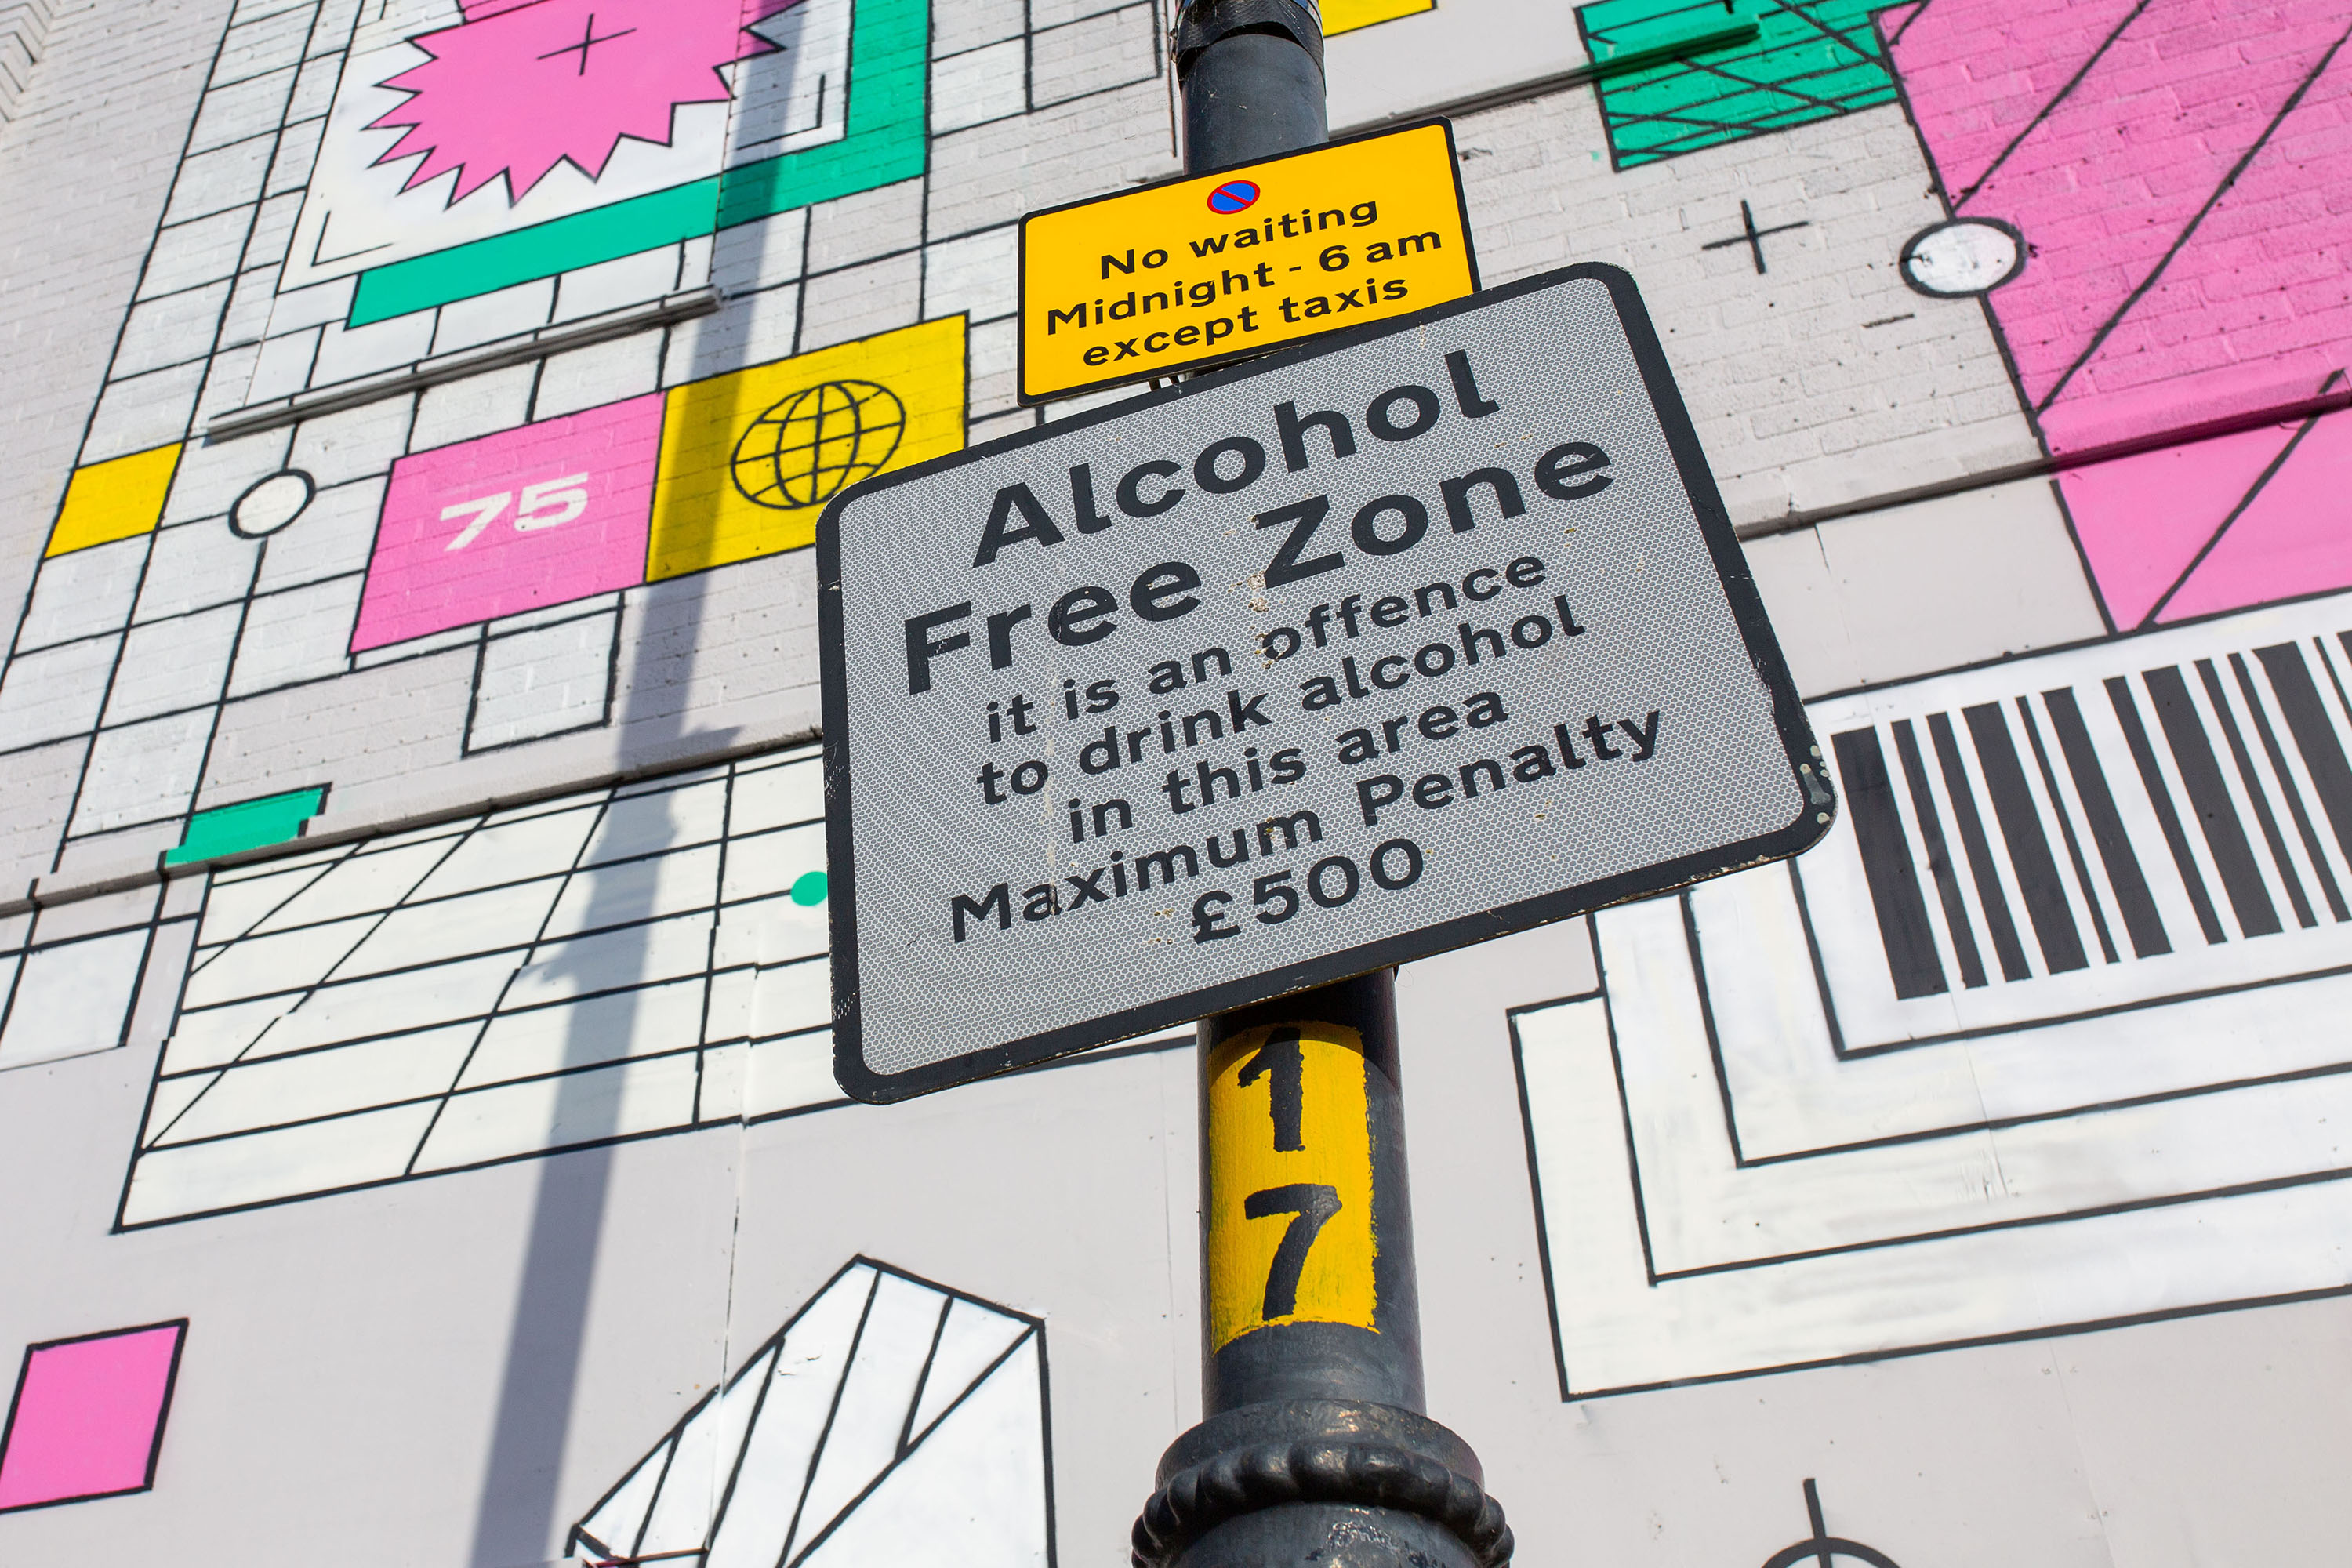 No waiting
Midnight - 6 am
except taxis
Alcohol
Free Zone
it is an offence
to drink alcohol
in this area
Maximum Penalty
£500
75
1
7